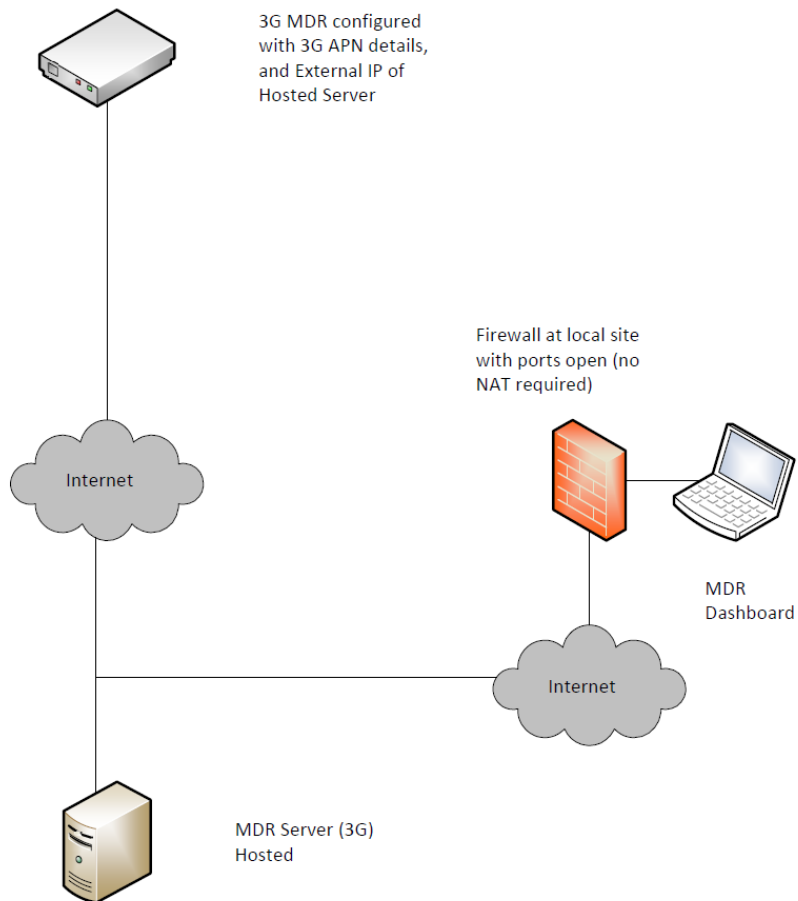 3G MDR configured
with 3G APN details,
and External IP of
Hosted Server
Firewall at local site
with ports open (no
NAT required)
Internet
MDR
Dashboard
Internet
MDR Server (3G)
Hosted